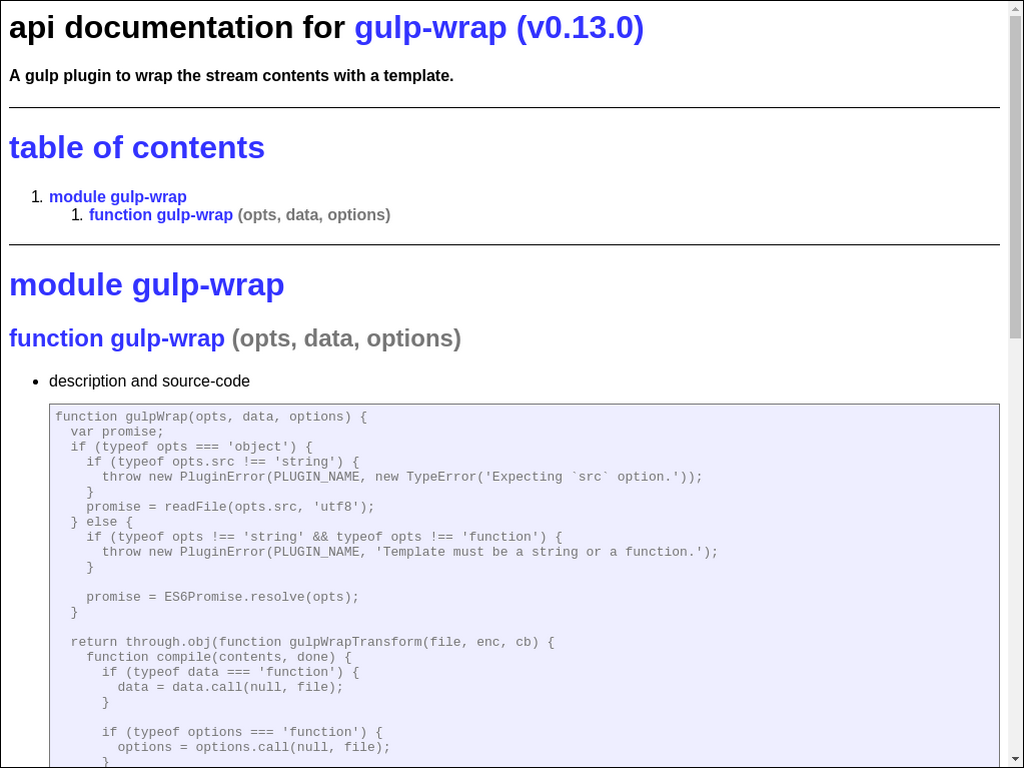 api documentation for gulp-wrap (v0.13.0)
A gulp plugin to wrap the stream contents with a template.
table of contents
1. module gulp-wrap
1. function gulp-wrap (opts, data, options)
module gulp-wrap
function gulp-wrap (opts, data, options)
• description and source-code
function gulpWrap(opts, data, options) {
  var promise;
  if (typeof opts === 'object') {
    if (typeof opts.src !== 'string') {
      throw new PluginError(PLUGIN_NAME, new TypeError('Expecting `src` option.'));
    }
    promise = readFile(opts.src, 'utf8');
  } else {
    if (typeof opts !== 'string' && typeof opts !== 'function') {
      throw new PluginError(PLUGIN_NAME, 'Template must be a string or a function.');
    }

    promise = ES6Promise.resolve(opts);
  }

  return through.obj(function gulpWrapTransform(file, enc, cb) {
    function compile(contents, done) {
      if (typeof data === 'function') {
        data = data.call(null, file);
      }

      if (typeof options === 'function') {
        options = options.call(null, file);
      }